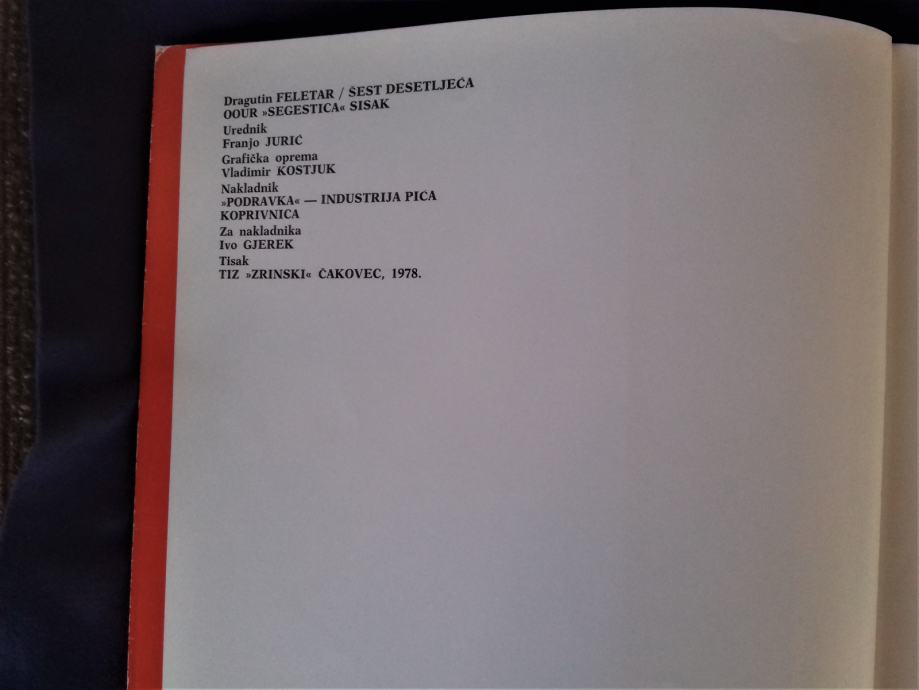 Dragutin FELETAR / ŠEST DESETLJEĆA
OOUR »SEGESTICA« SISAK
Urednik
Franjo JURIĆ
Grafička oprema
Vladimir KOSTJUK
Nakladnik
»PODRAVKA« — INDUSTRIJA PIĆA
KOPRIVNICA
Za nakladnika
Ivo GJEREK
Tisak
TIZ »ZRINSKI« ČAKOVEC, 1978.